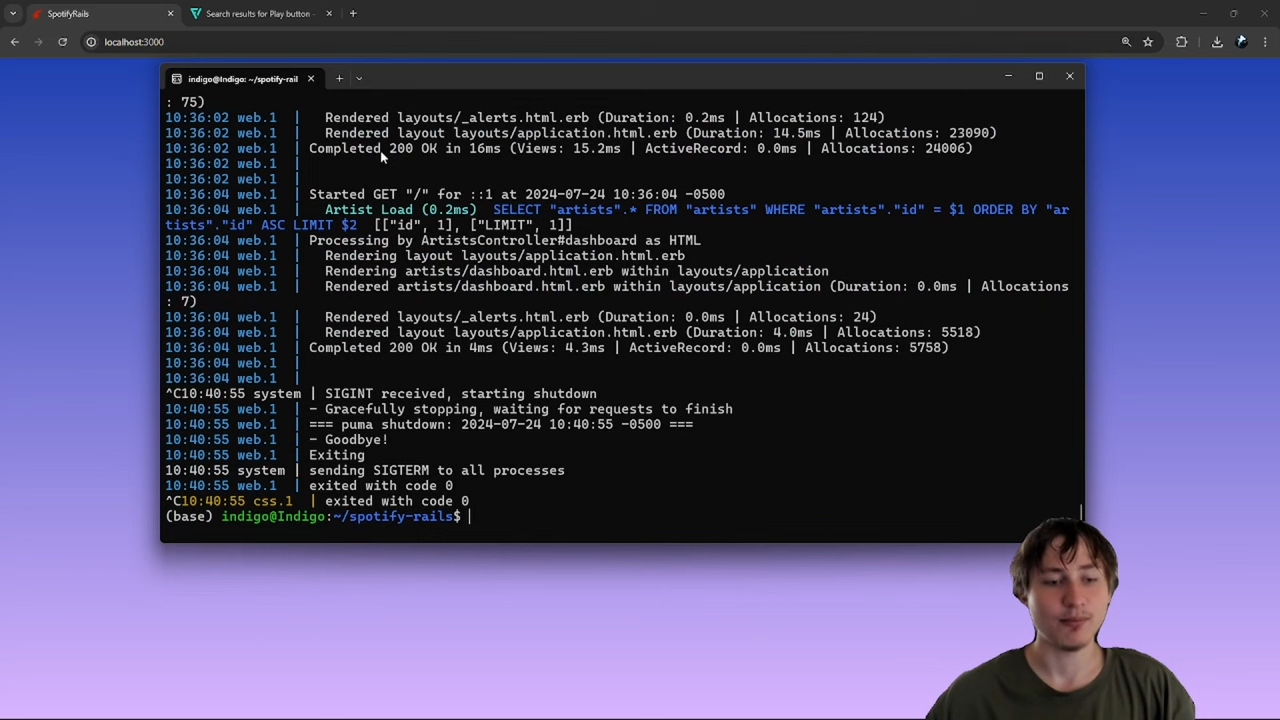 SpotifyRails
Search results for Play button -
localhost:3000
indigo@Indigo: ~/spotify-rail
: 75)
10:36:02 web.1  |   Rendered layouts/_alerts.html.erb (Duration: 0.2ms | Allocations: 124)
10:36:02 web.1  |   Rendered layout layouts/application.html.erb (Duration: 14.5ms | Allocations: 23090)
10:36:02 web.1  | Completed 200 OK in 16ms (Views: 15.2ms | ActiveRecord: 0.0ms | Allocations: 24006)
10:36:02 web.1  |
10:36:02 web.1  |
10:36:04 web.1  | Started GET "/" for ::1 at 2024-07-24 10:36:04 -0500
10:36:04 web.1  |   Artist Load (0.2ms)  SELECT "artists".* FROM "artists" WHERE "artists"."id" = $1 ORDER BY "ar
tists"."id" ASC LIMIT $2  [["id", 1], ["LIMIT", 1]]
10:36:04 web.1  | Processing by ArtistsController#dashboard as HTML
10:36:04 web.1  |   Rendering layout layouts/application.html.erb
10:36:04 web.1  |   Rendering artists/dashboard.html.erb within layouts/application
10:36:04 web.1  |   Rendered artists/dashboard.html.erb within layouts/application (Duration: 0.0ms | Allocations
: 7)
10:36:04 web.1  |   Rendered layouts/_alerts.html.erb (Duration: 0.0ms | Allocations: 24)
10:36:04 web.1  |   Rendered layout layouts/application.html.erb (Duration: 4.0ms | Allocations: 5518)
10:36:04 web.1  | Completed 200 OK in 4ms (Views: 4.3ms | ActiveRecord: 0.0ms | Allocations: 5758)
10:36:04 web.1  |
10:36:04 web.1  |
^C10:40:55 system | SIGINT received, starting shutdown
10:40:55 web.1  | - Gracefully stopping, waiting for requests to finish
10:40:55 web.1  | === puma shutdown: 2024-07-24 10:40:55 -0500 ===
10:40:55 web.1  | - Goodbye!
10:40:55 web.1  | Exiting
10:40:55 system | sending SIGTERM to all processes
10:40:55 web.1  | exited with code 0
^C10:40:55 css.1  | exited with code 0
(base) indigo@Indigo:~/spotify-rails$